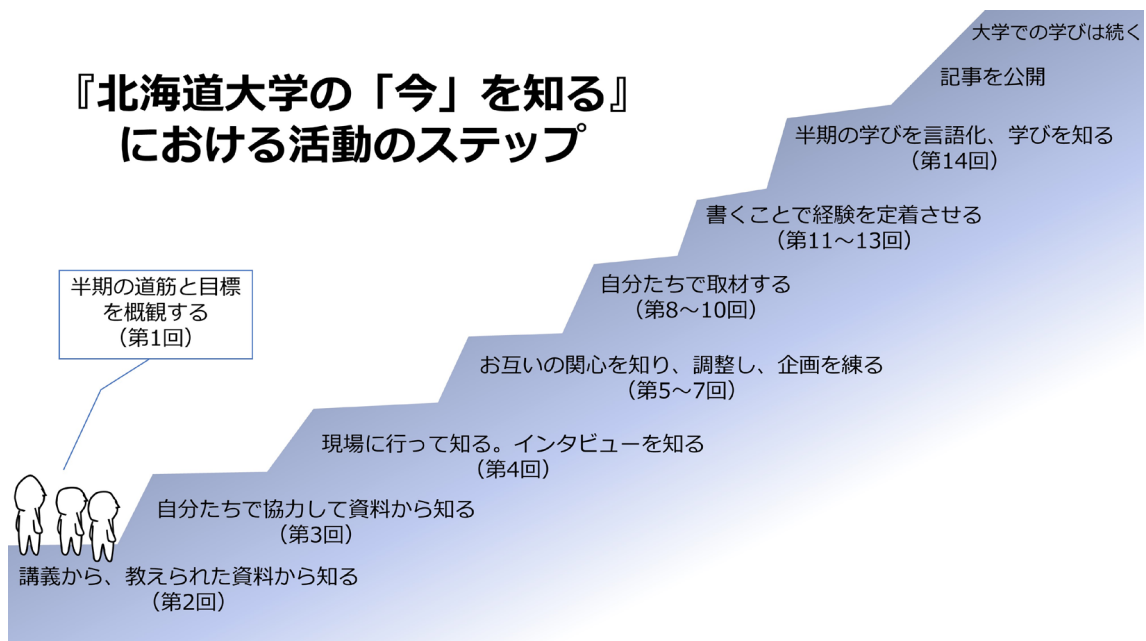 『北海道大学の「今」を知る』
における活動のステップ
半期の道筋と目標
を概観する
（第1回）
講義から、教えられた資料から知る
（第2回）
自分たちで協力して資料から知る
（第3回）
現場に行って知る。インタビューを知る
（第4回）
お互いの関心を知り、調整し、企画を練る
（第5～7回）
自分たちで取材する
（第8～10回）
書くことで経験を定着させる
（第11～13回）
半期の学びを言語化、学びを知る
（第14回）
記事を公開
大学での学びは続く